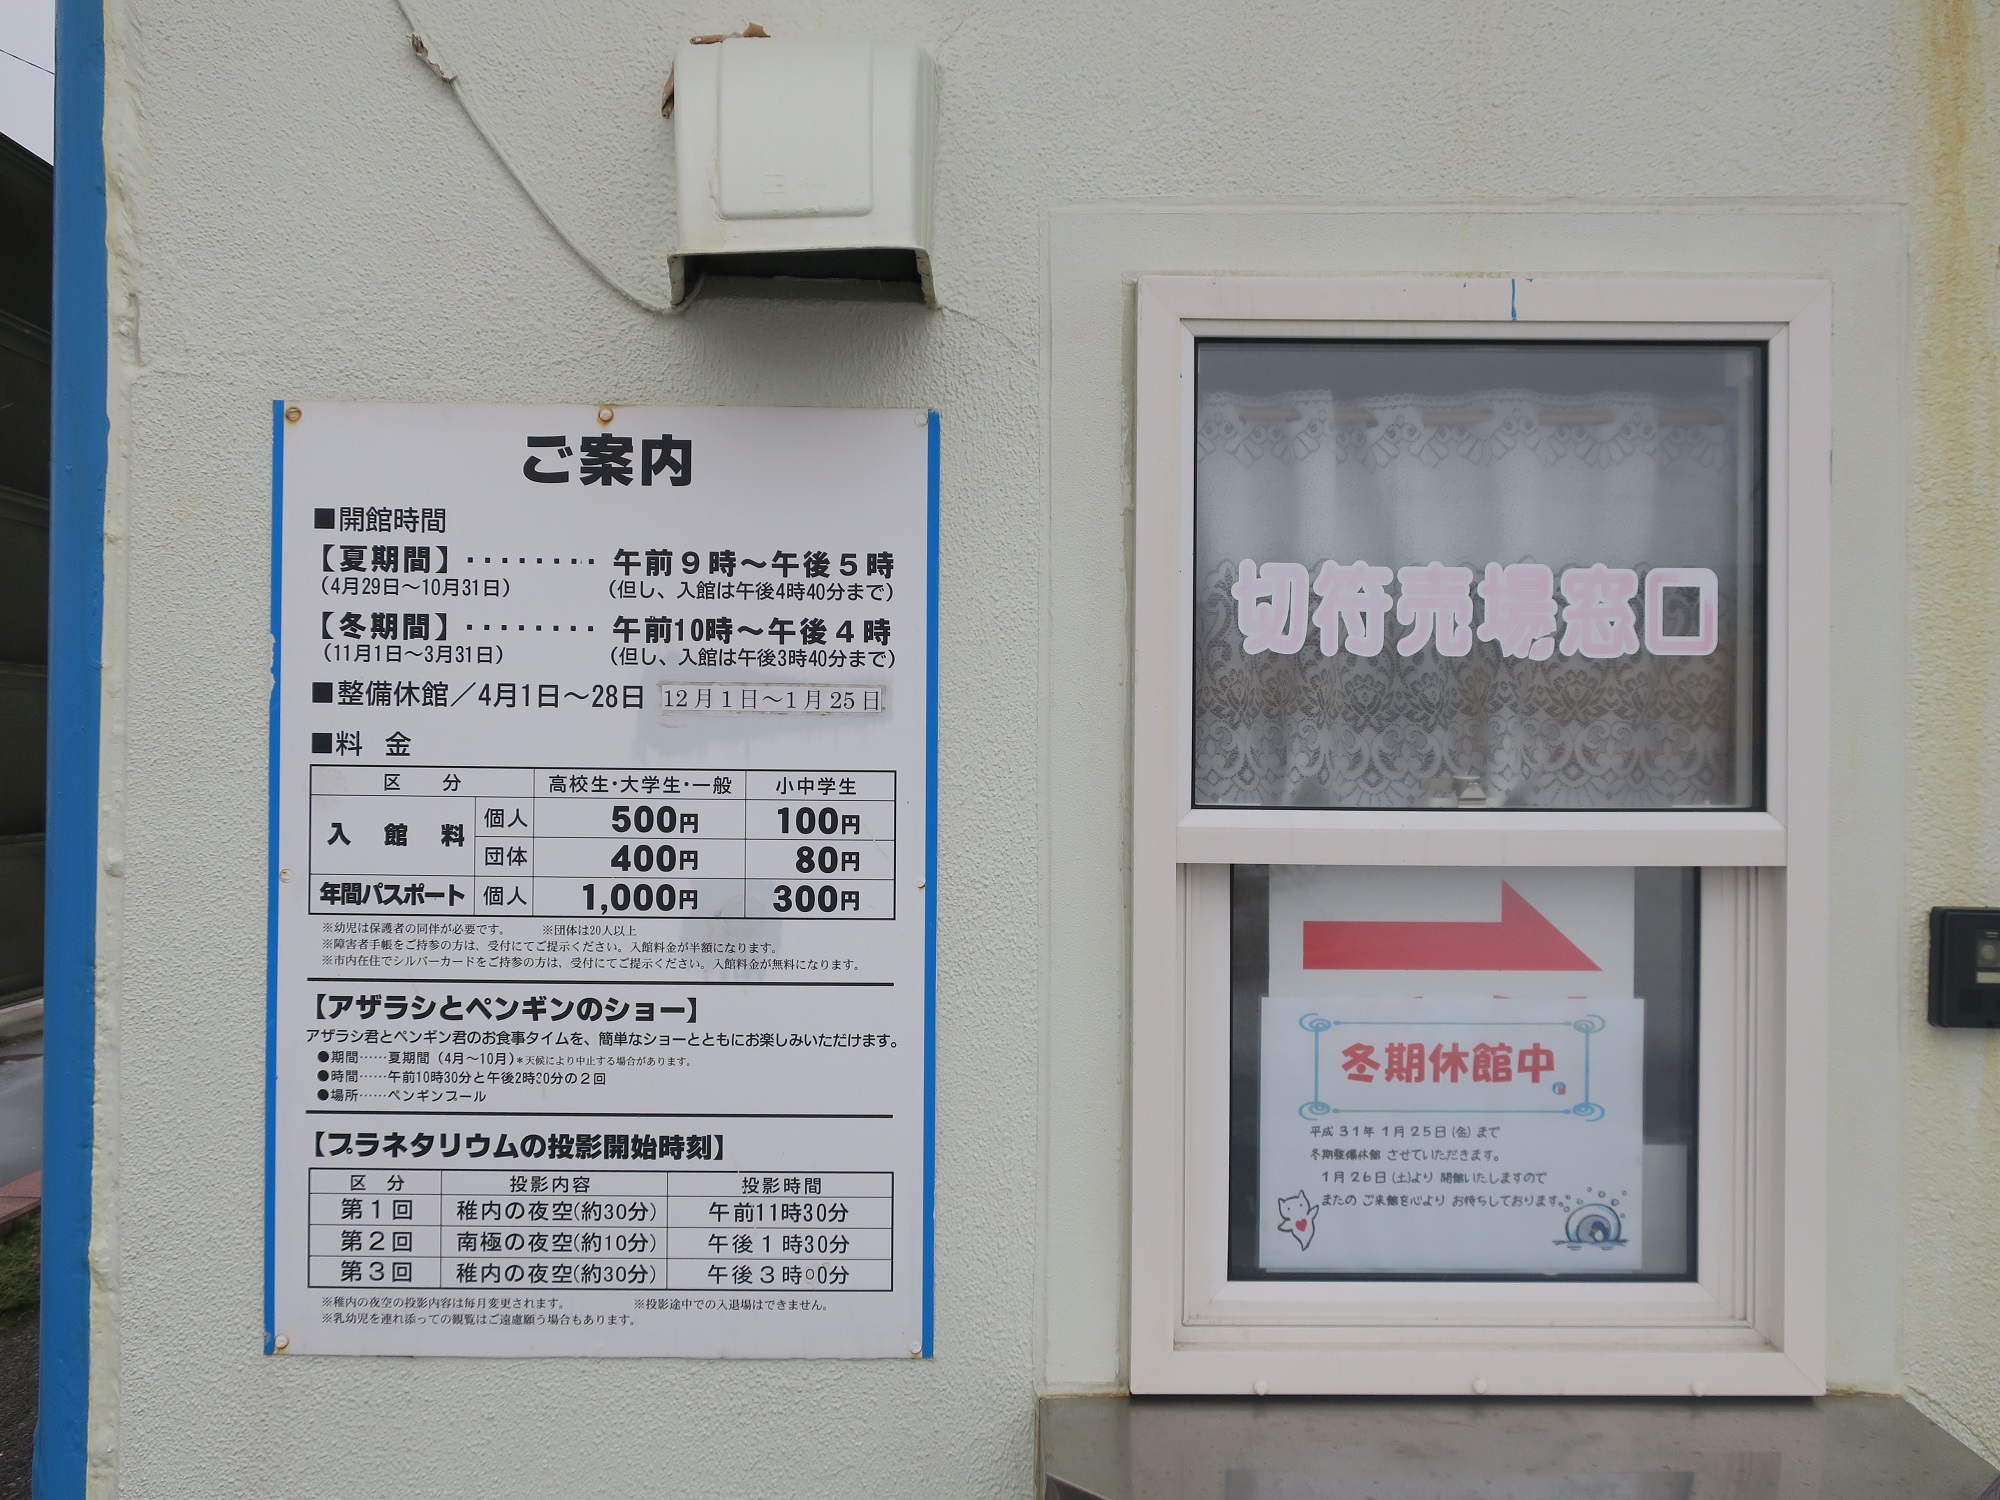 ご案内
■開館時間
【夏期間】‥‥‥‥ 午前9時～午後5時
（4月29日～10月31日） （但し、入館は午後4時40分まで）
【冬期間】‥‥‥‥ 午前10時～午後4時
（11月1日～3月31日） （但し、入館は午後3時40分まで）
■整備休館／4月1日～28日 12月1日～1月25日
■料金
区分 高校生・大学生・一般 小中学生
入館料 個人 500円 100円
団体 400円 80円
年間パスポート 個人 1,000円 300円
※幼児は保護者の同伴が必要です。 ※団体は20人以上
※障害者手帳をご持参の方は、受付にてご提示ください。入館料金が半額になります。
※市内在住でシルバーカードをご持参の方は、受付にてご提示ください。入館料金が無料になります。
【アザラシとペンギンのショー】
アザラシ君とペンギン君のお食事タイムを、簡単なショーとともにお楽しみいただけます。
●期間……夏期間（4月～10月）＊天候により中止する場合があります。
●時間……午前10時30分と午後2時30分の2回
●場所……ペンギンプール
【プラネタリウムの投影開始時刻】
区分 投影内容 投影時間
第1回 稚内の夜空(約30分) 午前11時30分
第2回 南極の夜空(約10分) 午後1時30分
第3回 稚内の夜空(約30分) 午後3時00分
※稚内の夜空の投影内容は毎月変更されます。 ※投影途中での入退場はできません。
※乳幼児を連れ添っての観覧はご遠慮願う場合もあります。
切符売場窓口
冬期休館中
平成31年1月25日(金)まで
冬期整備休館 させていただきます。
1月26日(土)より 開館いたしますので
またの ご来館を心より お待ちしております。